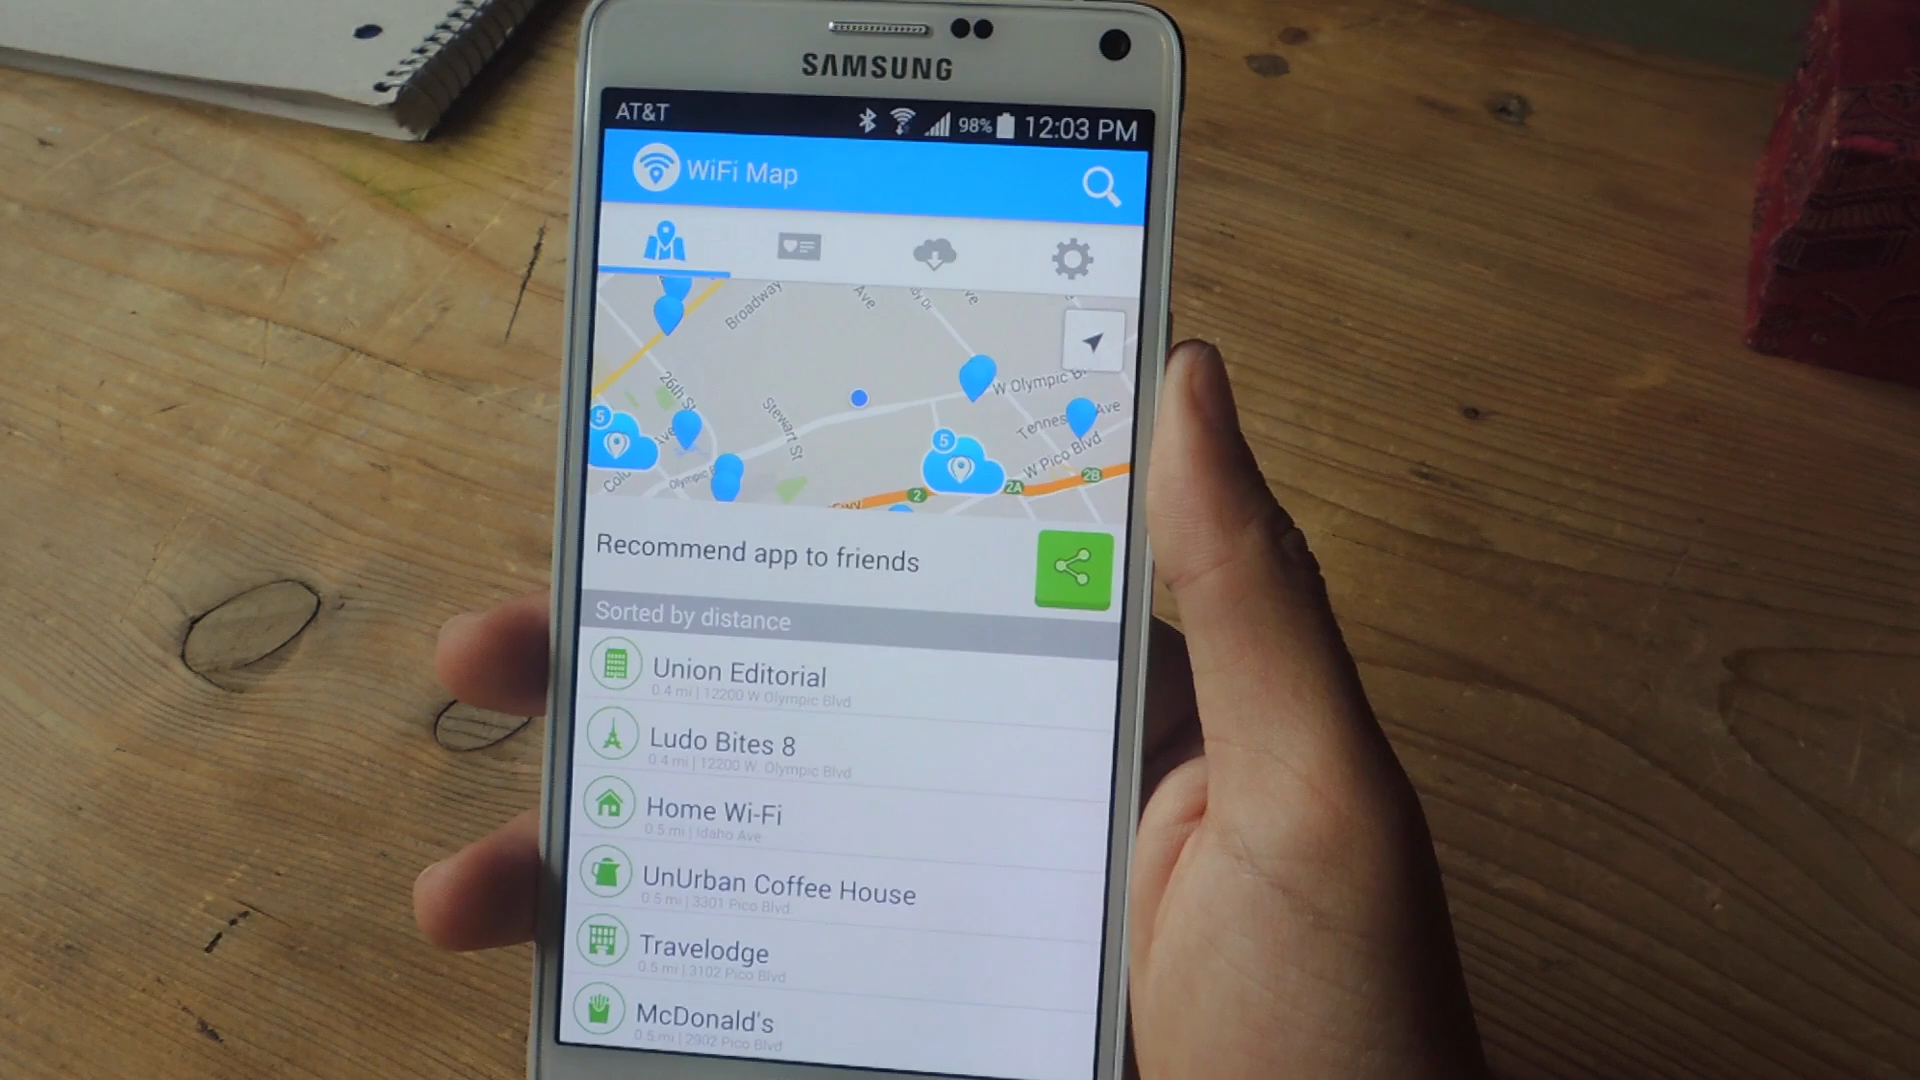 SAMSUNG
AT&T 98% 12:03 PM
WiFi Map
Broadway
Ave
26th St
Stewart St
W Olympic B
Tennes Ave
Ave
W Pico Blvd
Olympic B
2
2A
2B
5
5
Recommend app to friends
Sorted by distance
Union Editorial
0.4 mi | 12200 W Olympic Blvd
Ludo Bites 8
0.4 mi | 12200 W. Olympic Blvd
Home Wi-Fi
0.5 mi | Idaho Ave
UnUrban Coffee House
0.5 mi | 3301 Pico Blvd.
Travelodge
0.5 mi | 3102 Pico Blvd
McDonald's
0.5 mi | 2902 Pico Blvd